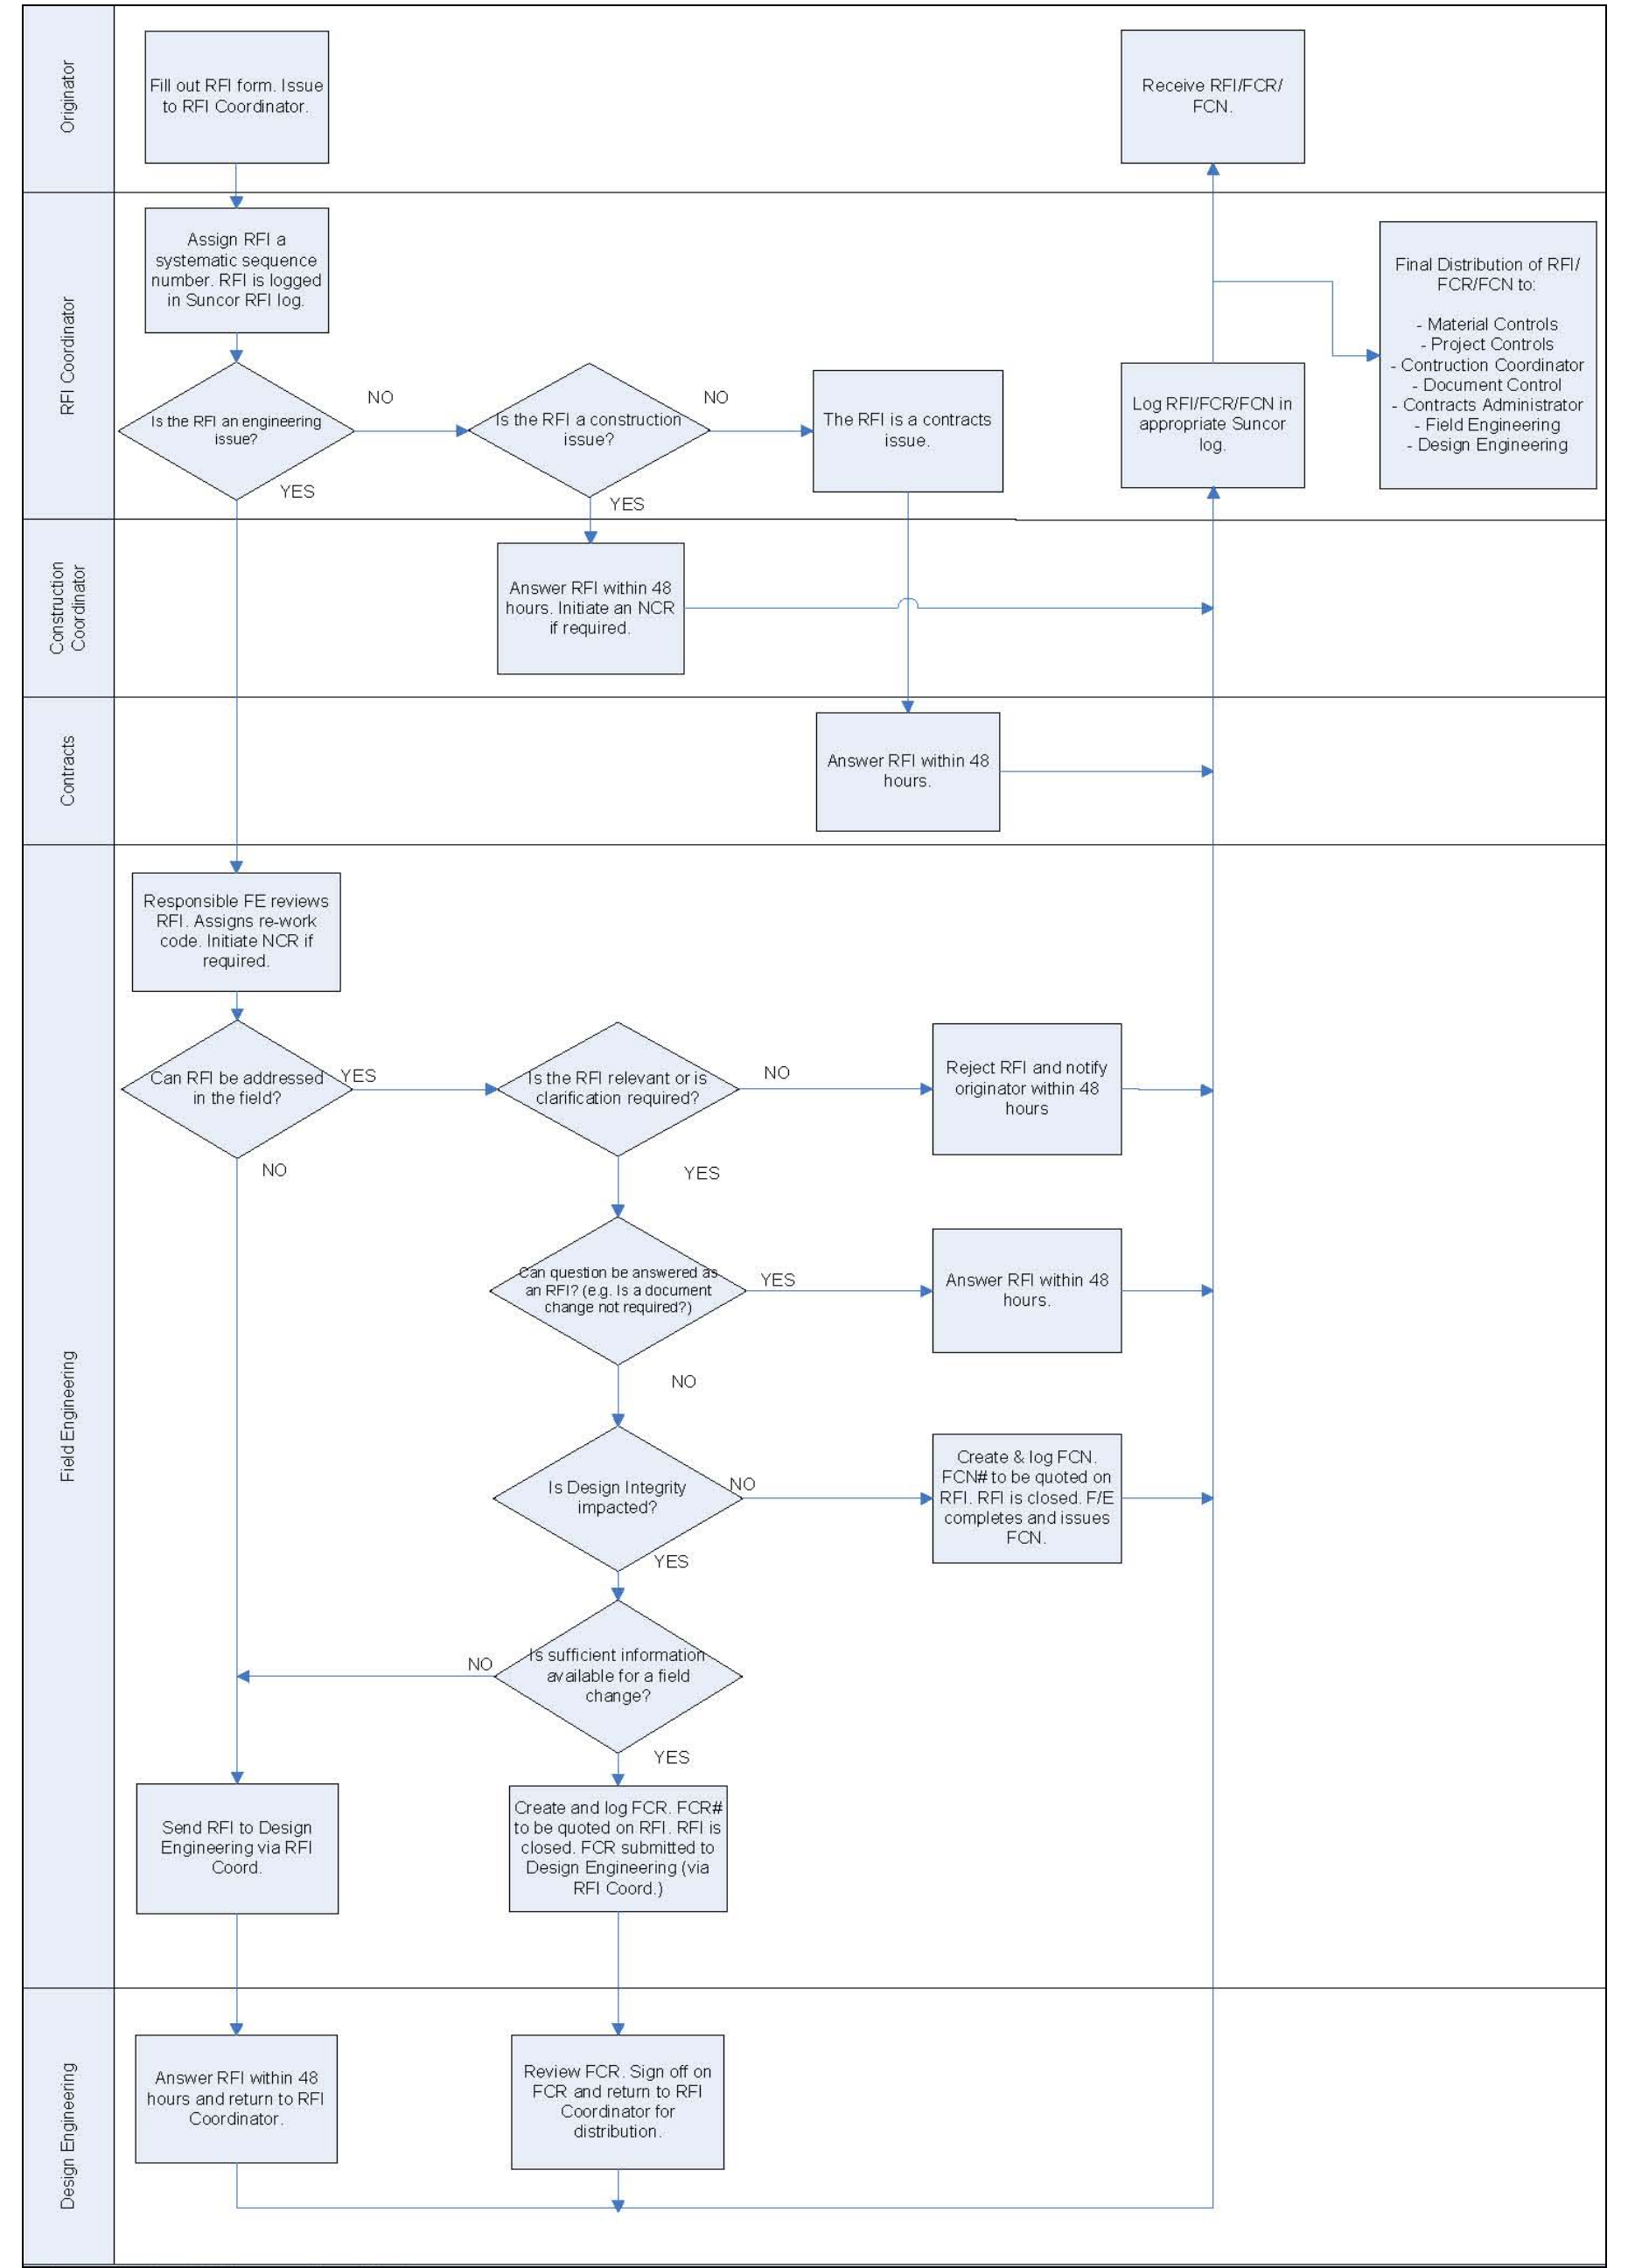 Originator
Fill out RFI form. Issue
to RFI Coordinator.
Receive RFI/FCR/
FCN.
RFI Coordinator
Assign RFI a
systematic sequence
number. RFI is logged
in Suncor RFI log.
Is the RFI an engineering
issue?
NO
YES
Is the RFI a construction
issue?
NO
YES
The RFI is a contracts
issue.
Log RFI/FCR/FCN in
appropriate Suncor
log.
Final Distribution of RFI/
FCR/FCN to:
- Material Controls
- Project Controls
- Contruction Coordinator
- Document Control
- Contracts Administrator
- Field Engineering
- Design Engineering
Construction
Coordinator
Answer RFI within 48
hours. Initiate an NCR
if required.
Contracts
Answer RFI within 48
hours.
Field Engineering
Responsible FE reviews
RFI. Assigns re-work
code. Initiate NCR if
required.
Can RFI be addressed
in the field?
YES
NO
Is the RFI relevant or is
clarification required?
NO
YES
Reject RFI and notify
originator within 48
hours
Can question be answered as
an RFI? (e.g. Is a document
change not required?)
YES
NO
Answer RFI within 48
hours.
Is Design Integrity
impacted?
NO
YES
Create & log FCN.
FCN# to be quoted on
RFI. RFI is closed. F/E
completes and issues
FCN.
Is sufficient information
available for a field
change?
NO
YES
Send RFI to Design
Engineering via RFI
Coord.
Create and log FCR. FCR#
to be quoted on RFI. RFI is
closed. FCR submitted to
Design Engineering (via
RFI Coord.)
Design Engineering
Answer RFI within 48
hours and return to RFI
Coordinator.
Review FCR. Sign off on
FCR and return to RFI
Coordinator for
distribution.